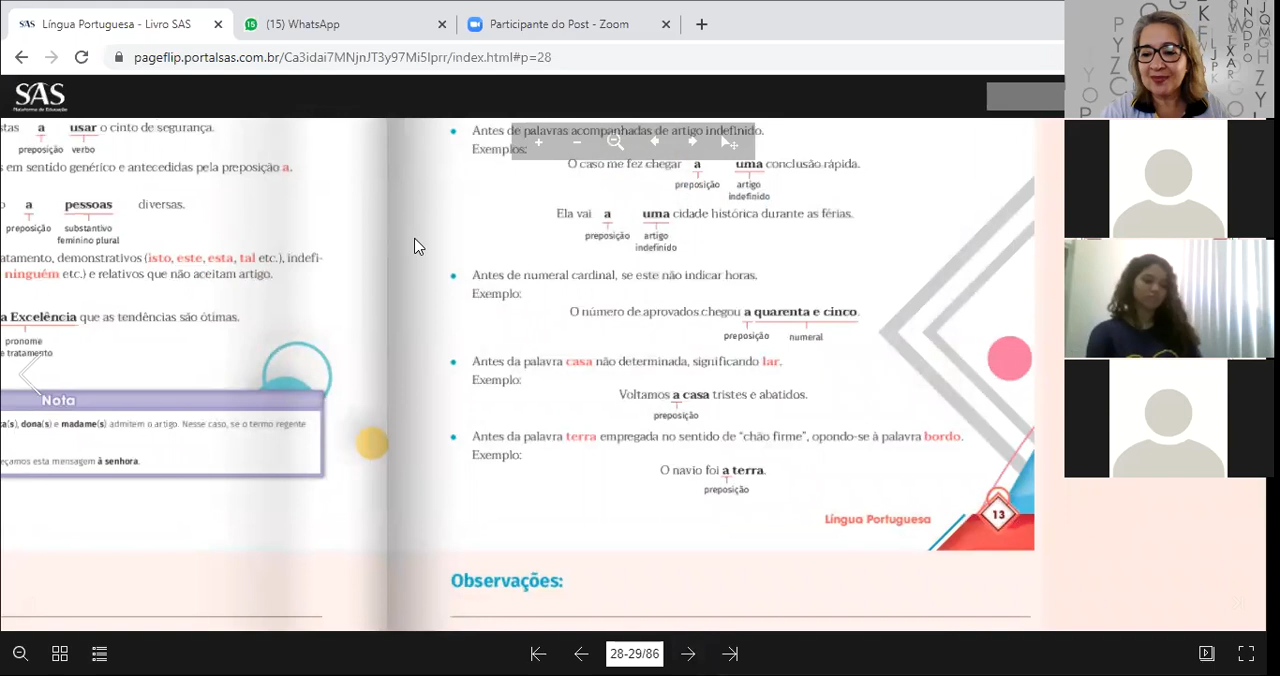 SAS Língua Portuguesa - Livro SAS
(15) WhatsApp
Participante do Post - Zoom
pageflip.portalsas.com.br/Ca3idai7MNjnJT3y97Mi5lprr/index.html#p=28
SAS
Plataforma de Educação
stas a usar o cinto de segurança.
preposição verbo
s em sentido genérico e antecedidas pela preposição a.
o a pessoas diversas.
preposição substantivo
feminino plural
atamento, demonstrativos (isto, este, esta, tal etc.), indefi-
ninguém etc.) e relativos que não aceitam artigo.
a Excelência que as tendências são ótimas.
pronome
e tratamento
Nota
ta(s), dona(s) e madame(s) admitem o artigo. Nesse caso, se o termo regente
eçamos esta mensagem à senhora.
• Antes de palavras acompanhadas de artigo indefinido.
Exemplos:
O caso me fez chegar a uma conclusão rápida.
preposição artigo
indefinido
Ela vai a uma cidade histórica durante as férias.
preposição artigo
indefinido
• Antes de numeral cardinal, se este não indicar horas.
Exemplo:
O número de aprovados chegou a quarenta e cinco.
preposição numeral
• Antes da palavra casa não determinada, significando lar.
Exemplo:
Voltamos a casa tristes e abatidos.
preposição
• Antes da palavra terra empregada no sentido de “chão firme”, opondo-se à palavra bordo.
Exemplo:
O navio foi a terra.
preposição
Língua Portuguesa 13
Observações:
28-29/86